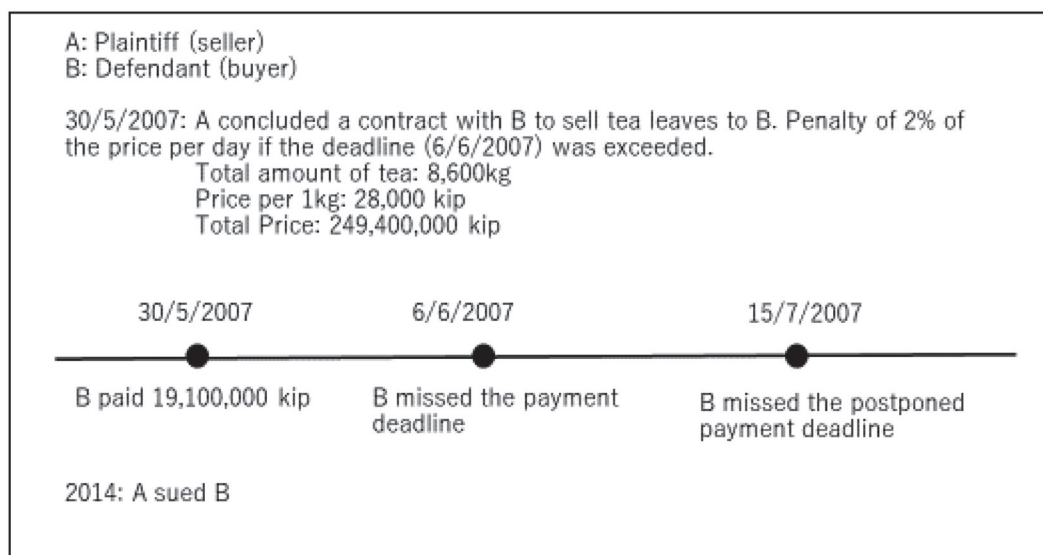 A: Plaintiff (seller)
B: Defendant (buyer)
30/5/2007: A concluded a contract with B to sell tea leaves to B. Penalty of 2% of
the price per day if the deadline (6/6/2007) was exceeded.
Total amount of tea: 8,600kg
Price per 1kg: 28,000 kip
Total Price: 249,400,000 kip
30/5/2007
6/6/2007
15/7/2007
B paid 19,100,000 kip
B missed the payment
deadline
B missed the postponed
payment deadline
2014: A sued B